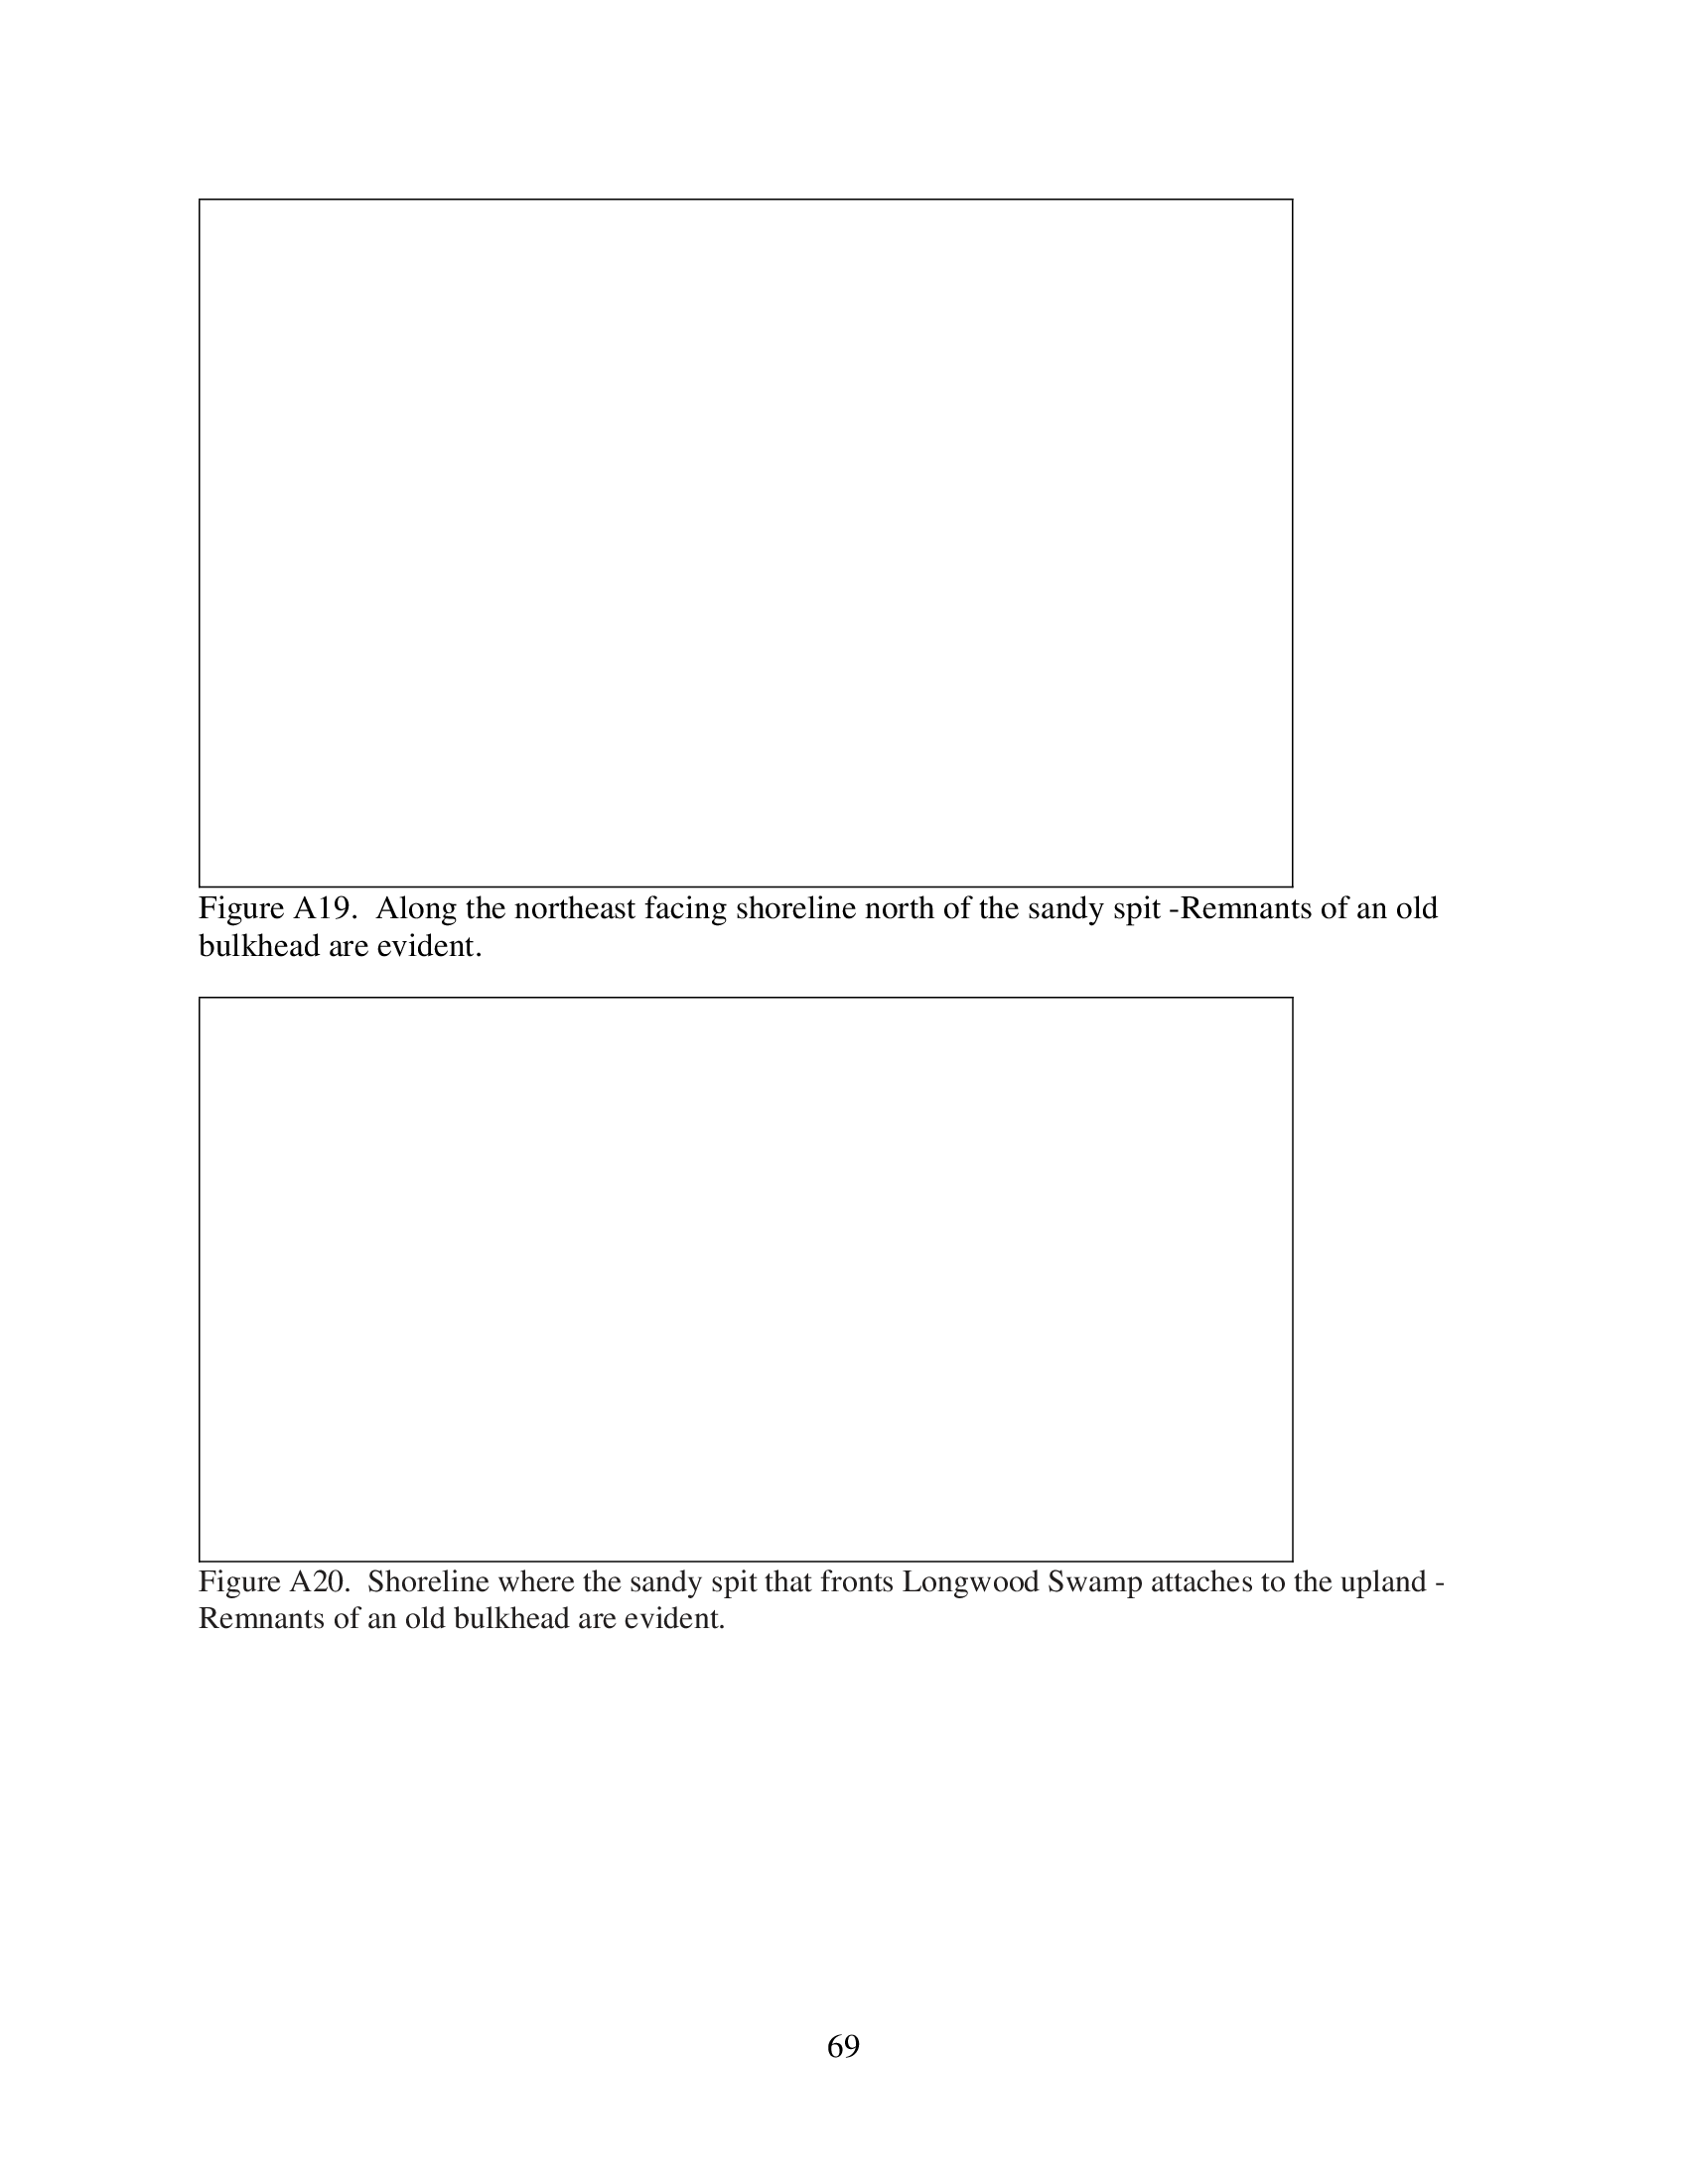 Figure A19.  Along the northeast facing shoreline north of the sandy spit -Remnants of an old
bulkhead are evident.
Figure A20.  Shoreline where the sandy spit that fronts Longwood Swamp attaches to the upland -
Remnants of an old bulkhead are evident.
69